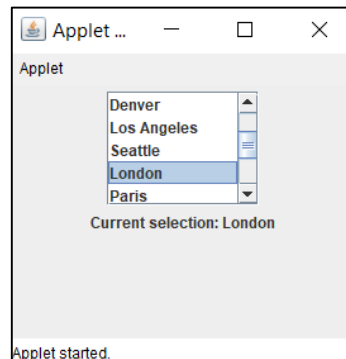 Applet ...
Applet
Denver
Los Angeles
Seattle
London
Paris
Current selection: London
Applet started.